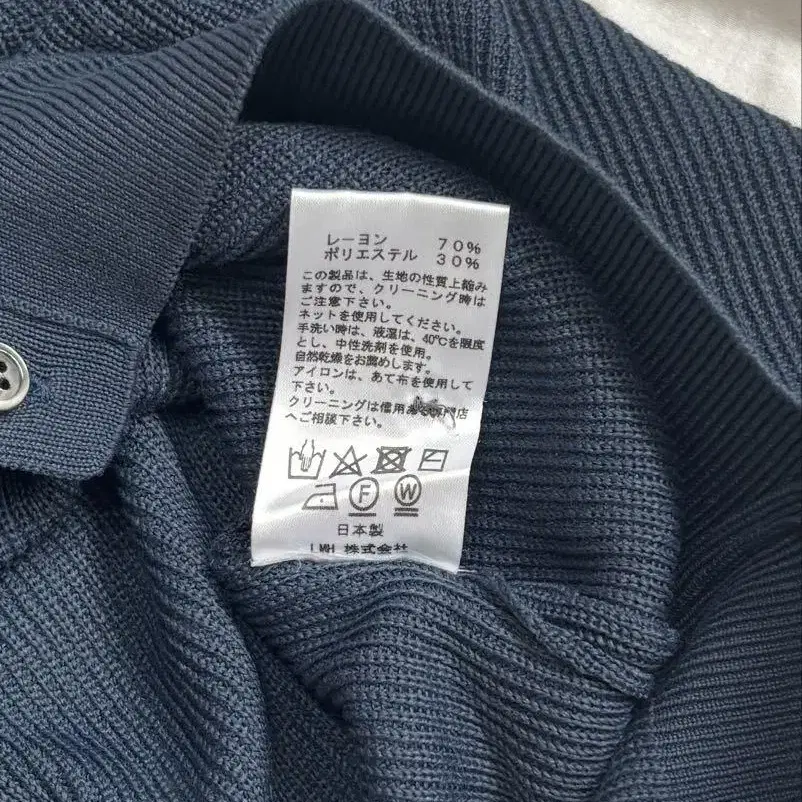 レーヨン 70%
ポリエステル 30%
この製品は、生地の性質上縮み
ますので、クリーニング時は
ご注意下さい。
ネットを使用してください。
手洗い時は、液温は、40℃を限度
とし、中性洗剤を使用。
自然乾燥をお薦めします。
アイロンは、あて布を使用して
下さい。
クリーニングは信用ある専門店
へご相談下さい。
F W
日本製
LMH 株式会社